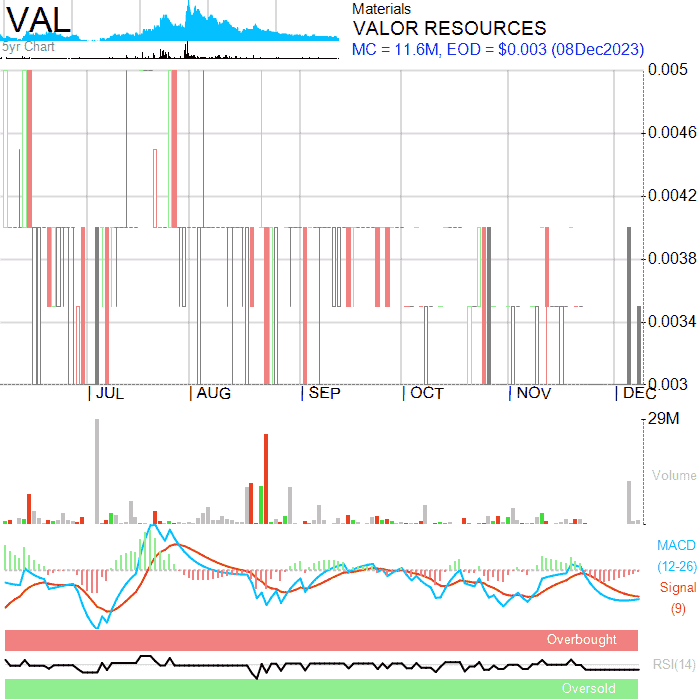 VAL
5yr Chart
Materials
VALOR RESOURCES
MC = 11.6M, EOD = $0.003 (08Dec2023)
0.005
0.0046
0.0042
0.0038
0.0034
0.003
JUL
AUG
SEP
OCT
NOV
DEC
29M
Volume
MACD
(12-26)
Signal
(9)
Overbought
RSI(14)
Oversold